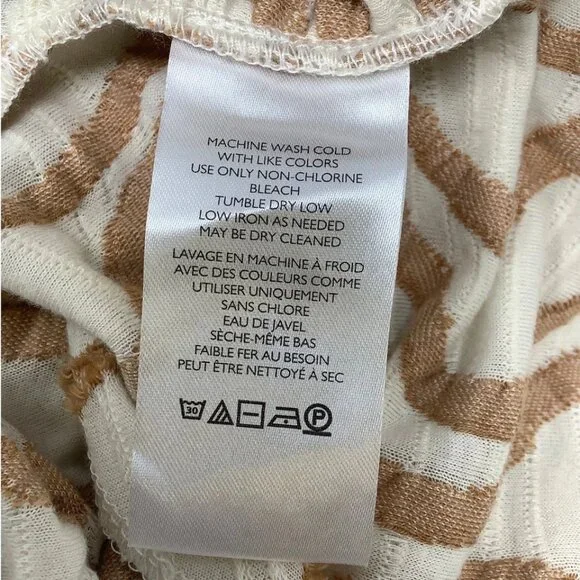 MACHINE WASH COLD
WITH LIKE COLORS
USE ONLY NON-CHLORINE
BLEACH
TUMBLE DRY LOW
LOW IRON AS NEEDED
MAY BE DRY CLEANED
LAVAGE EN MACHINE À FROID
AVEC DES COULEURS COMME
UTILISER UNIQUEMENT
SANS CHLORE
EAU DE JAVEL
SÈCHE-MÊME BAS
FAIBLE FER AU BESOIN
PEUT ÊTRE NETTOYÉ À SEC
30 P